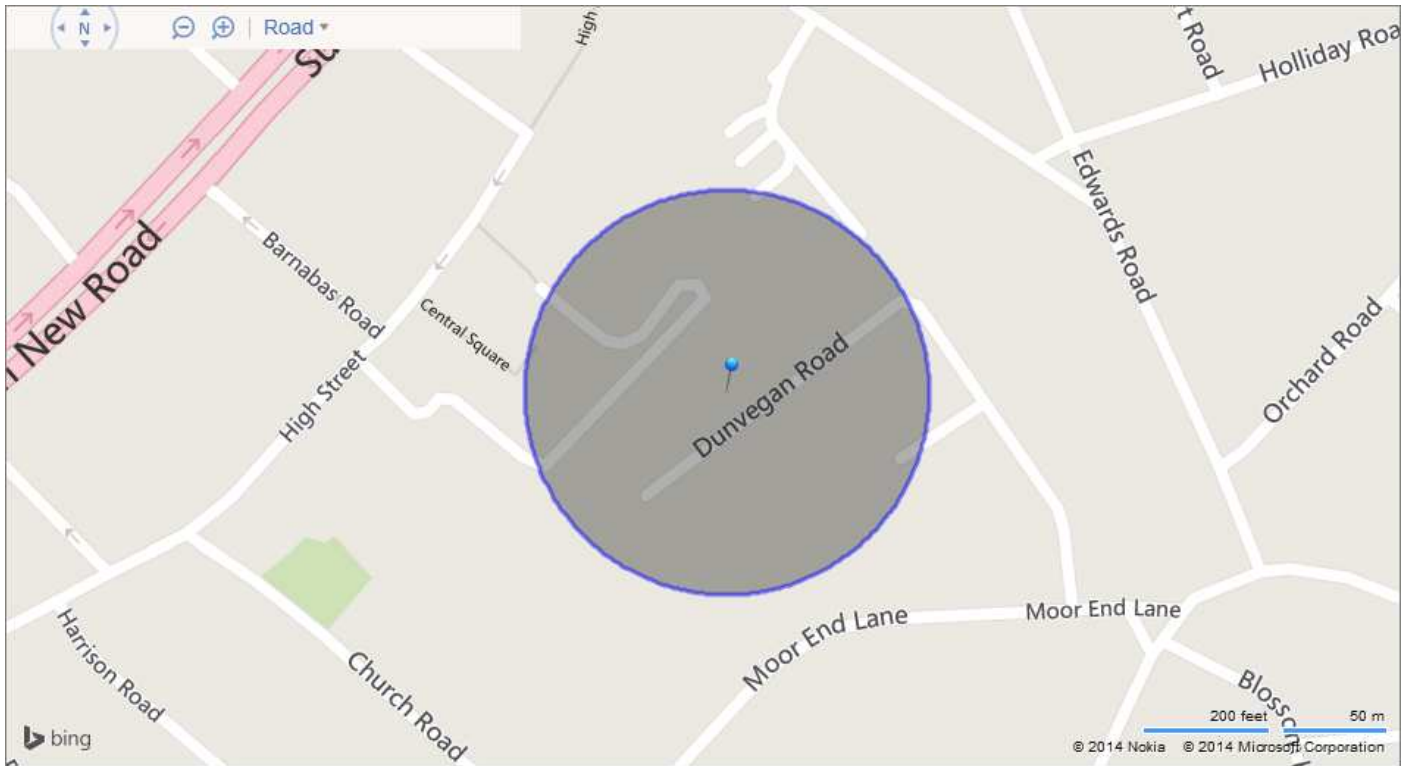 N
Road
High
t Road
Holliday Roa
New Road
Barnabas Road
Central Square
High Street
Dunvegan Road
Edwards Road
Orchard Road
Moor End Lane
Moor End Lane
Harrison Road
Church Road
200 feet
50 m
bing
© 2014 Nokia
© 2014 Microsoft Corporation